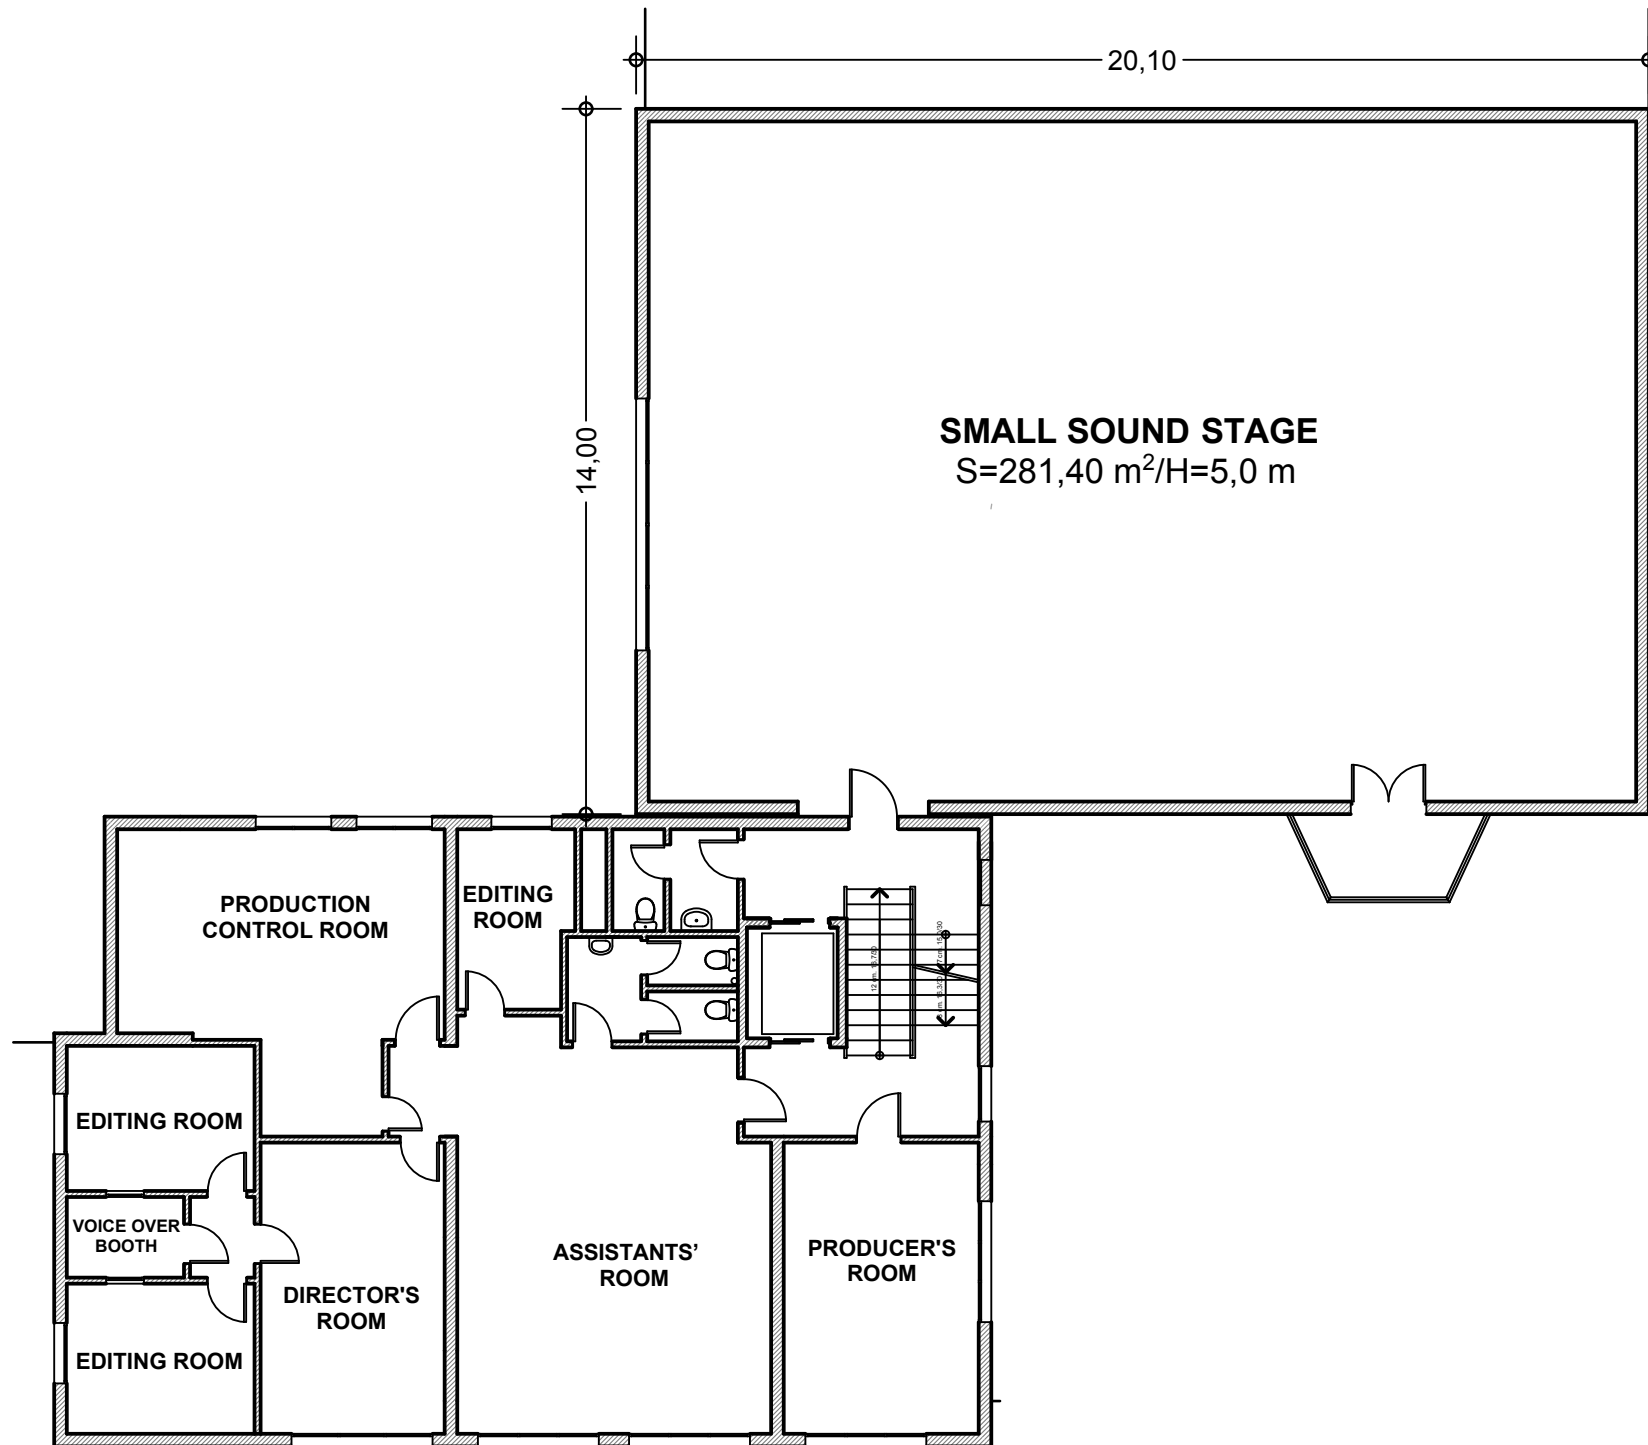 20,10
14,00
SMALL SOUND STAGE
S=281,40 m²/H=5,0 m
PRODUCTION
CONTROL ROOM
EDITING
ROOM
EDITING ROOM
VOICE OVER
BOOTH
EDITING ROOM
DIRECTOR'S
ROOM
ASSISTANTS’
ROOM
PRODUCER'S
ROOM